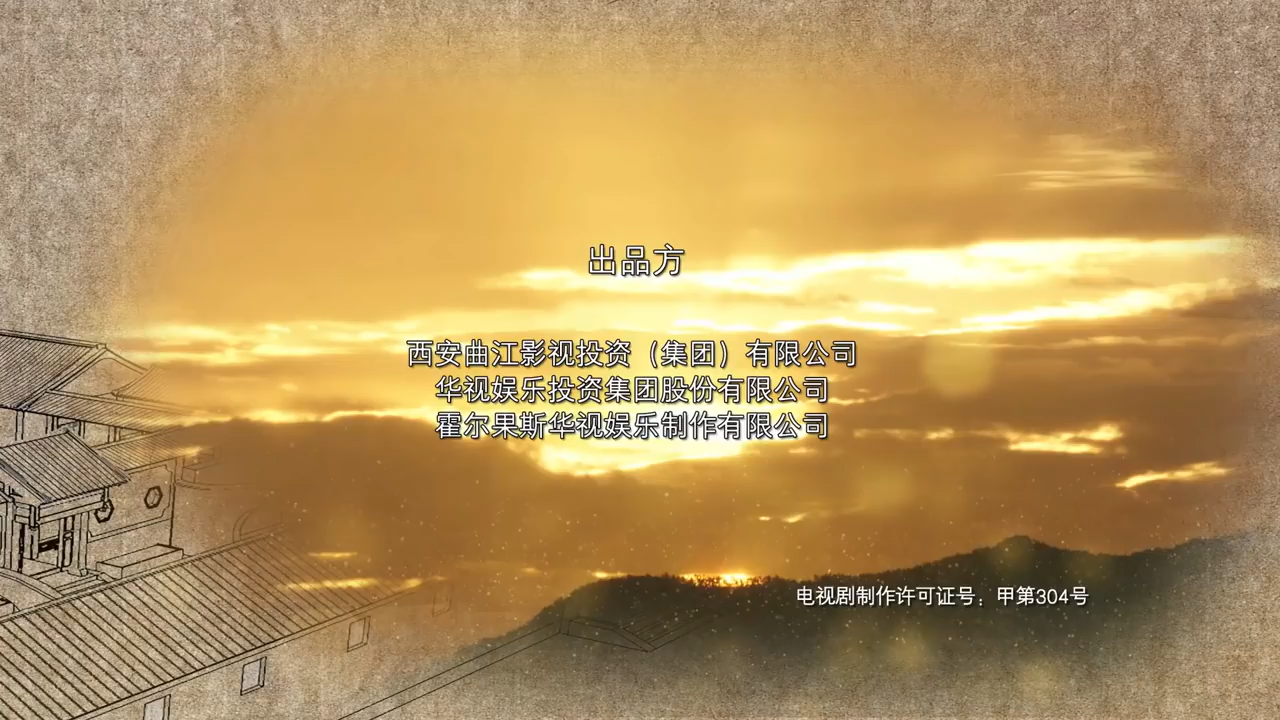 出品方
西安曲江影视投资（集团）有限公司
华视娱乐投资集团股份有限公司
霍尔果斯华视娱乐制作有限公司
电视剧制作许可证号：甲第304号